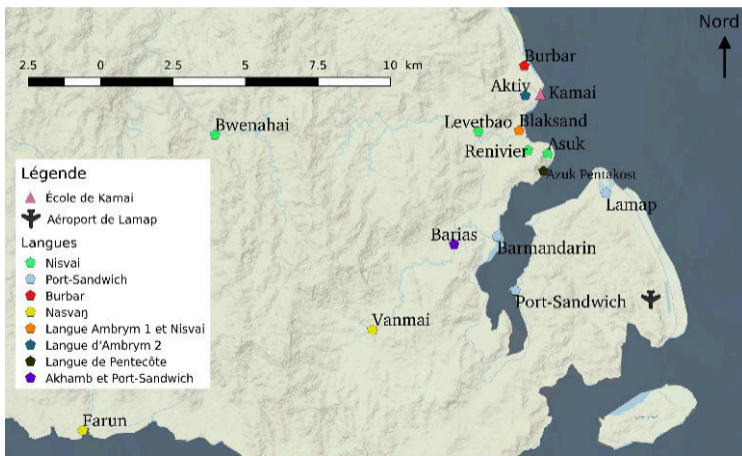 Nord
2.5
0
2.5
5
10
km
Burbar
Aktiv
Kamai
Bwenahai
Levetbao
Blaksand
Renivier
Asuk
Azuk Pentakost
Lamap
Barias
Barmandarin
Port-Sandwich
Vanmai
Farun
Légende
École de Kamai
Aéroport de Lamap
Langues
Nisvai
Port-Sandwich
Burbar
Nasvaŋ
Langue Ambrym 1 et Nisvai
Langue d'Ambrym 2
Langue de Pentecôte
Akhamb et Port-Sandwich